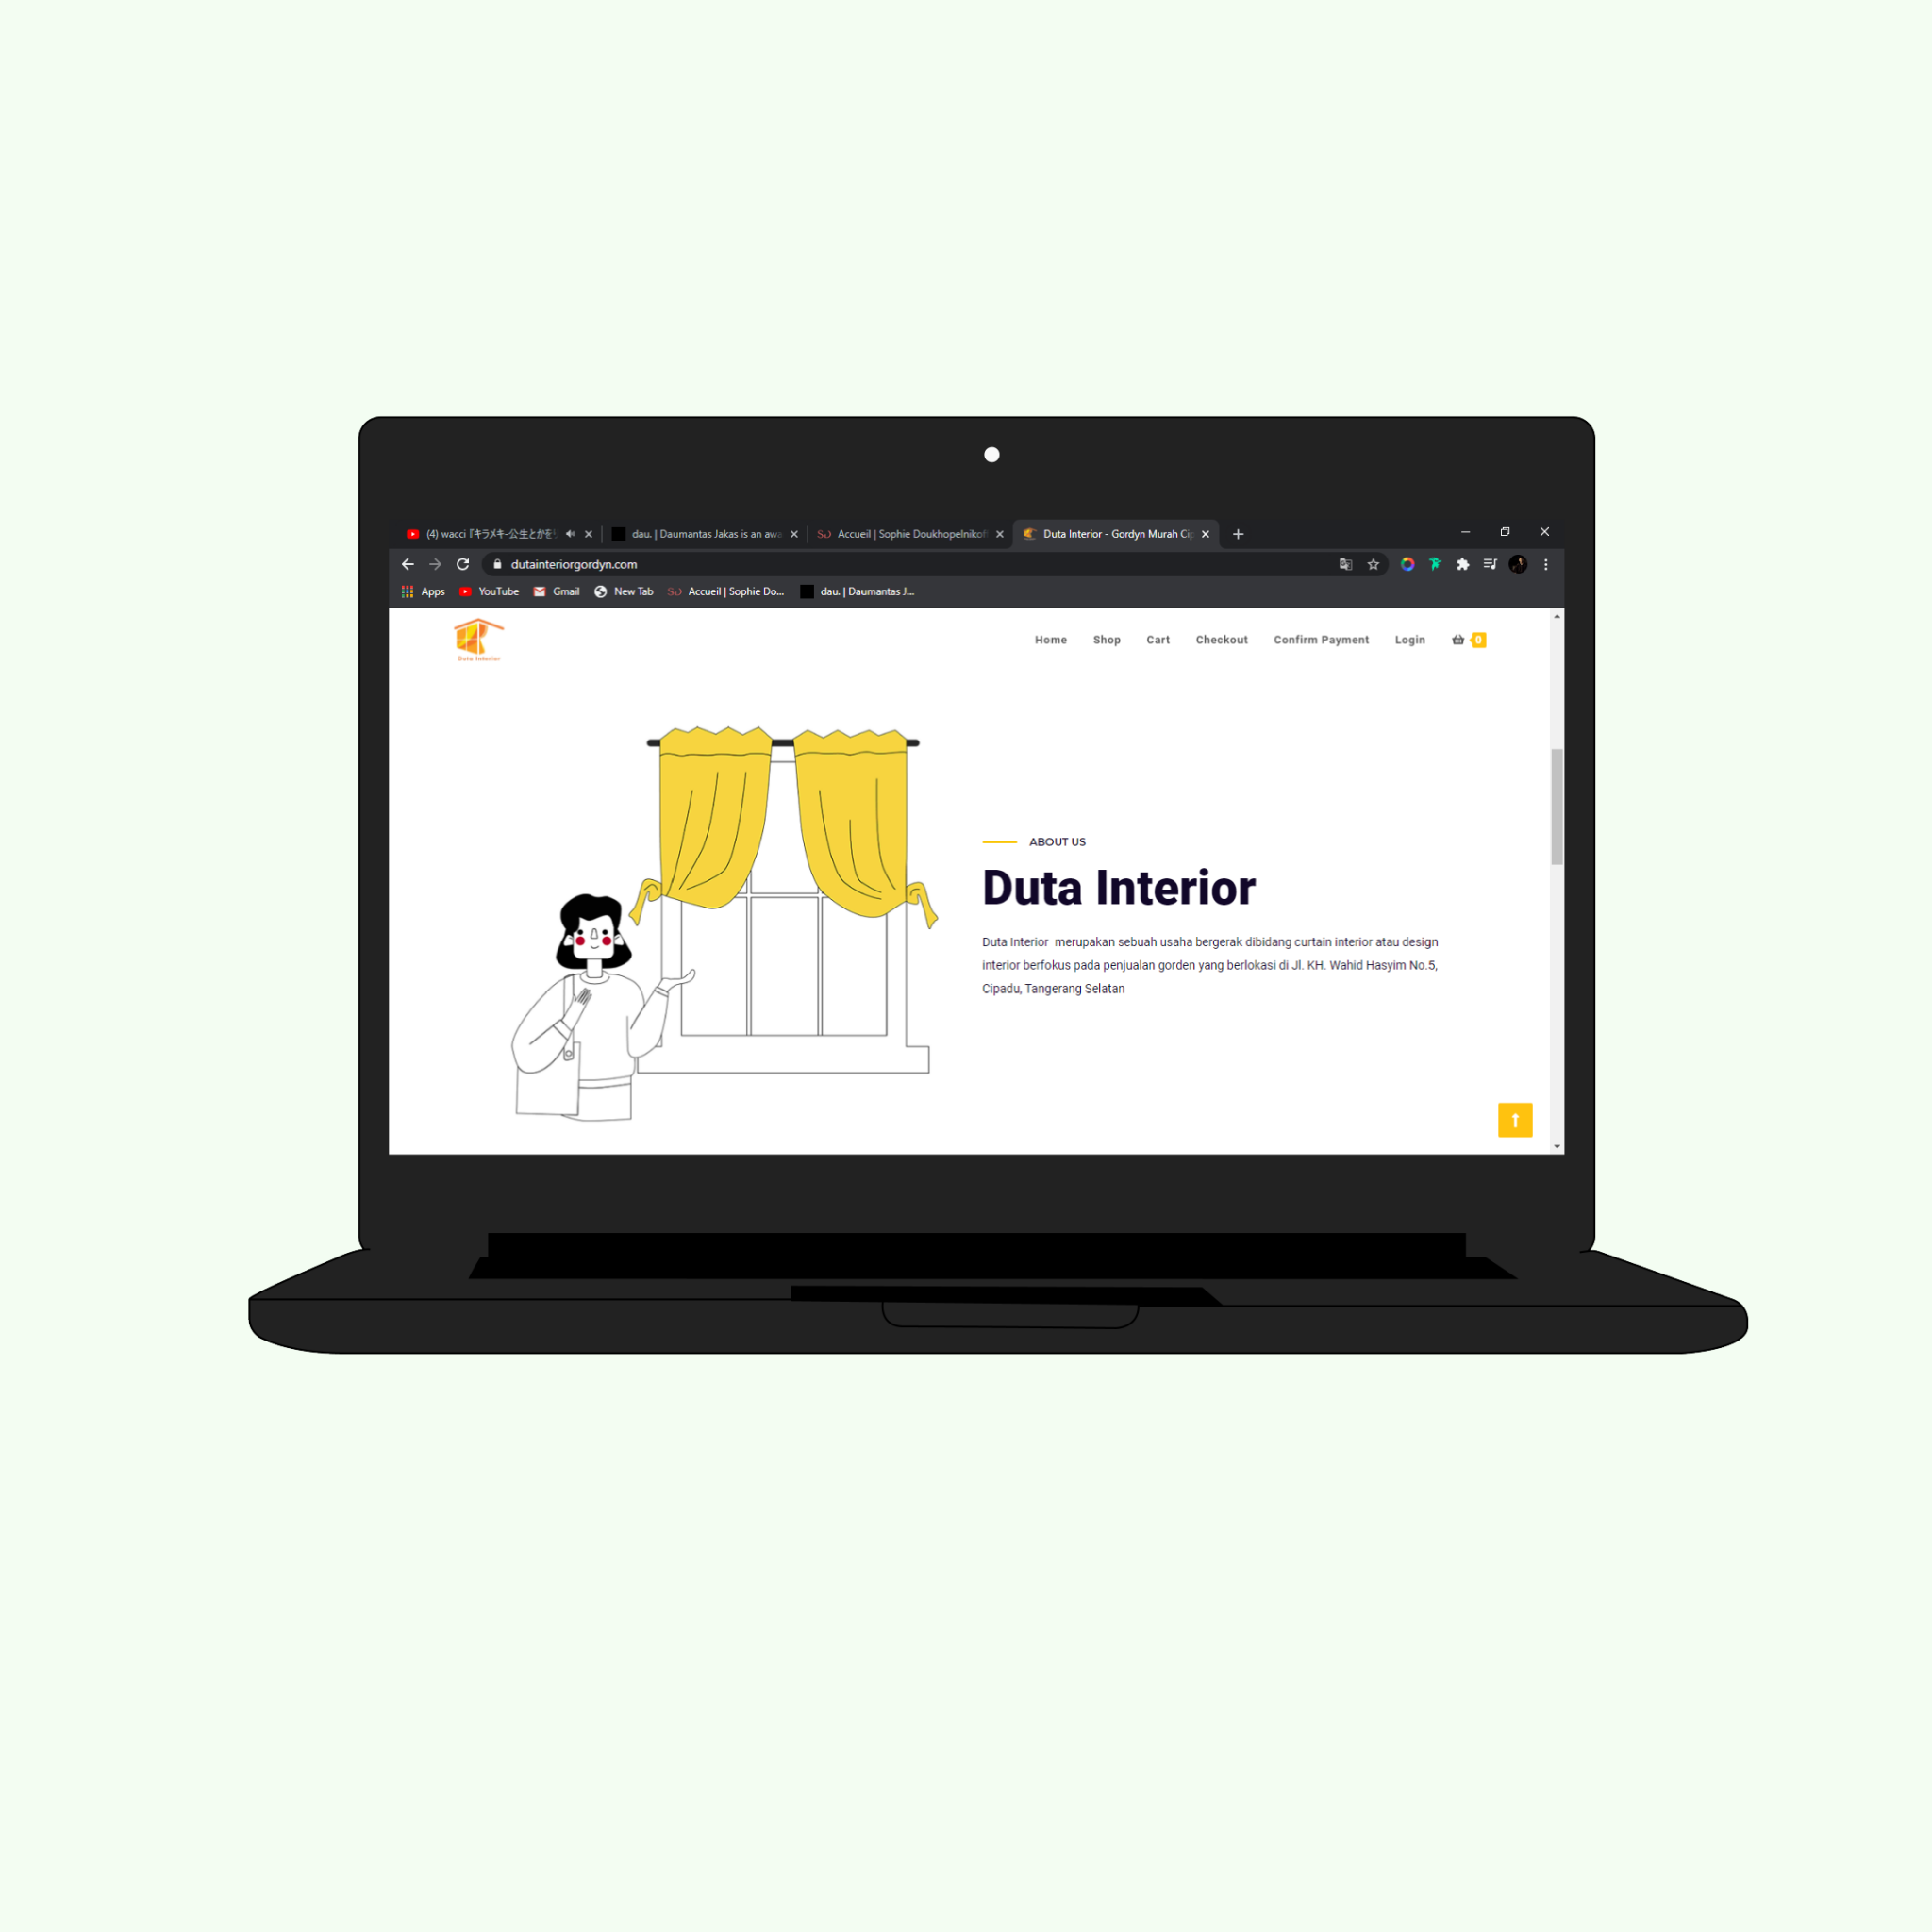 (4) wacci『キラメキ-公生とかを
dau. | Daumantas Jakas is an awa
Accueil | Sophie Doukhopelnikof
Duta Interior - Gordyn Murah Cip
dutainteriorgordyn.com
Apps
YouTube
Gmail
New Tab
Accueil | Sophie Do...
dau. | Daumantas J...
Duta Interior
Home
Shop
Cart
Checkout
Confirm Payment
Login
0
ABOUT US
Duta Interior
Duta Interior merupakan sebuah usaha bergerak dibidang curtain interior atau design
interior berfokus pada penjualan gorden yang berlokasi di Jl. KH. Wahid Hasyim No.5,
Cipadu, Tangerang Selatan